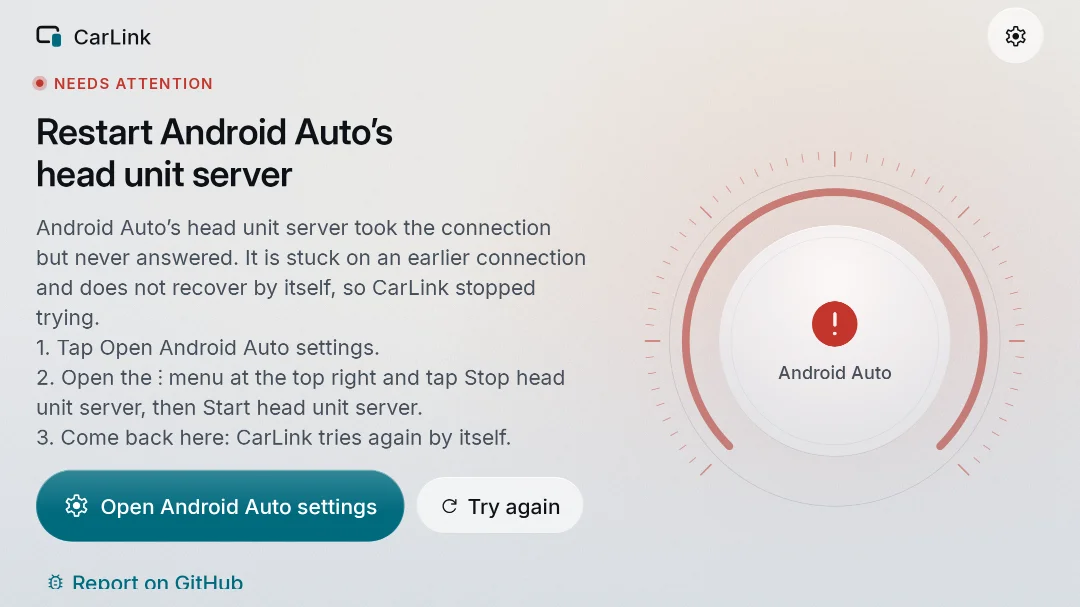 CarLink
NEEDS ATTENTION
Restart Android Auto’s
head unit server
Android Auto’s head unit server took the connection
but never answered. It is stuck on an earlier connection
and does not recover by itself, so CarLink stopped
trying.
1. Tap Open Android Auto settings.
2. Open the ⋮ menu at the top right and tap Stop head
unit server, then Start head unit server.
3. Come back here: CarLink tries again by itself.
Open Android Auto settings
Try again
Report on GitHub
Android Auto